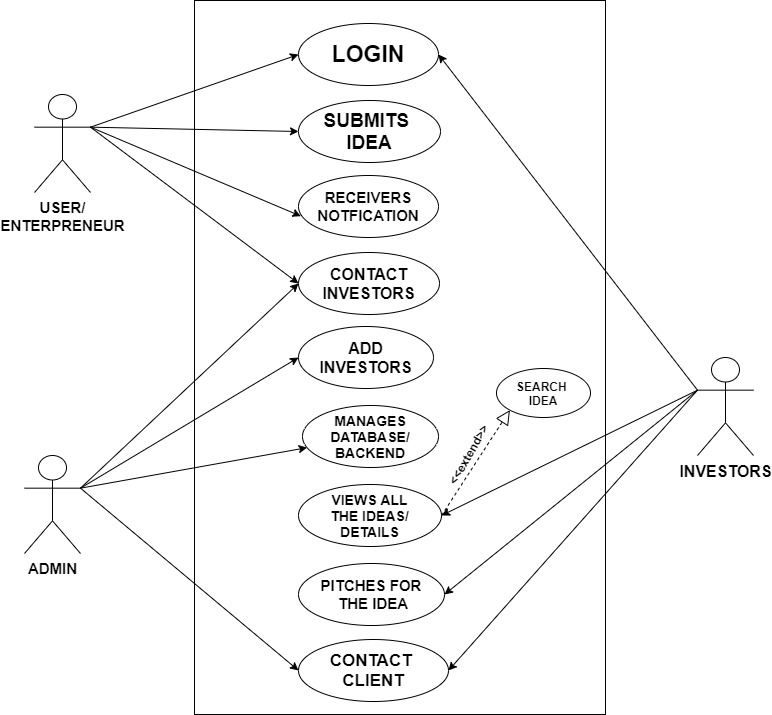 LOGIN
SUBMITS
IDEA
USER/
ENTERPRENEUR
RECEIVERS
NOTFICATION
CONTACT
INVESTORS
ADD
INVESTORS
SEARCH
IDEA
MANAGES
DATABASE/
BACKEND
<<extend>>
INVESTORS
VIEWS ALL
THE IDEAS/
DETAILS
ADMIN
PITCHES FOR
THE IDEA
CONTACT
CLIENT